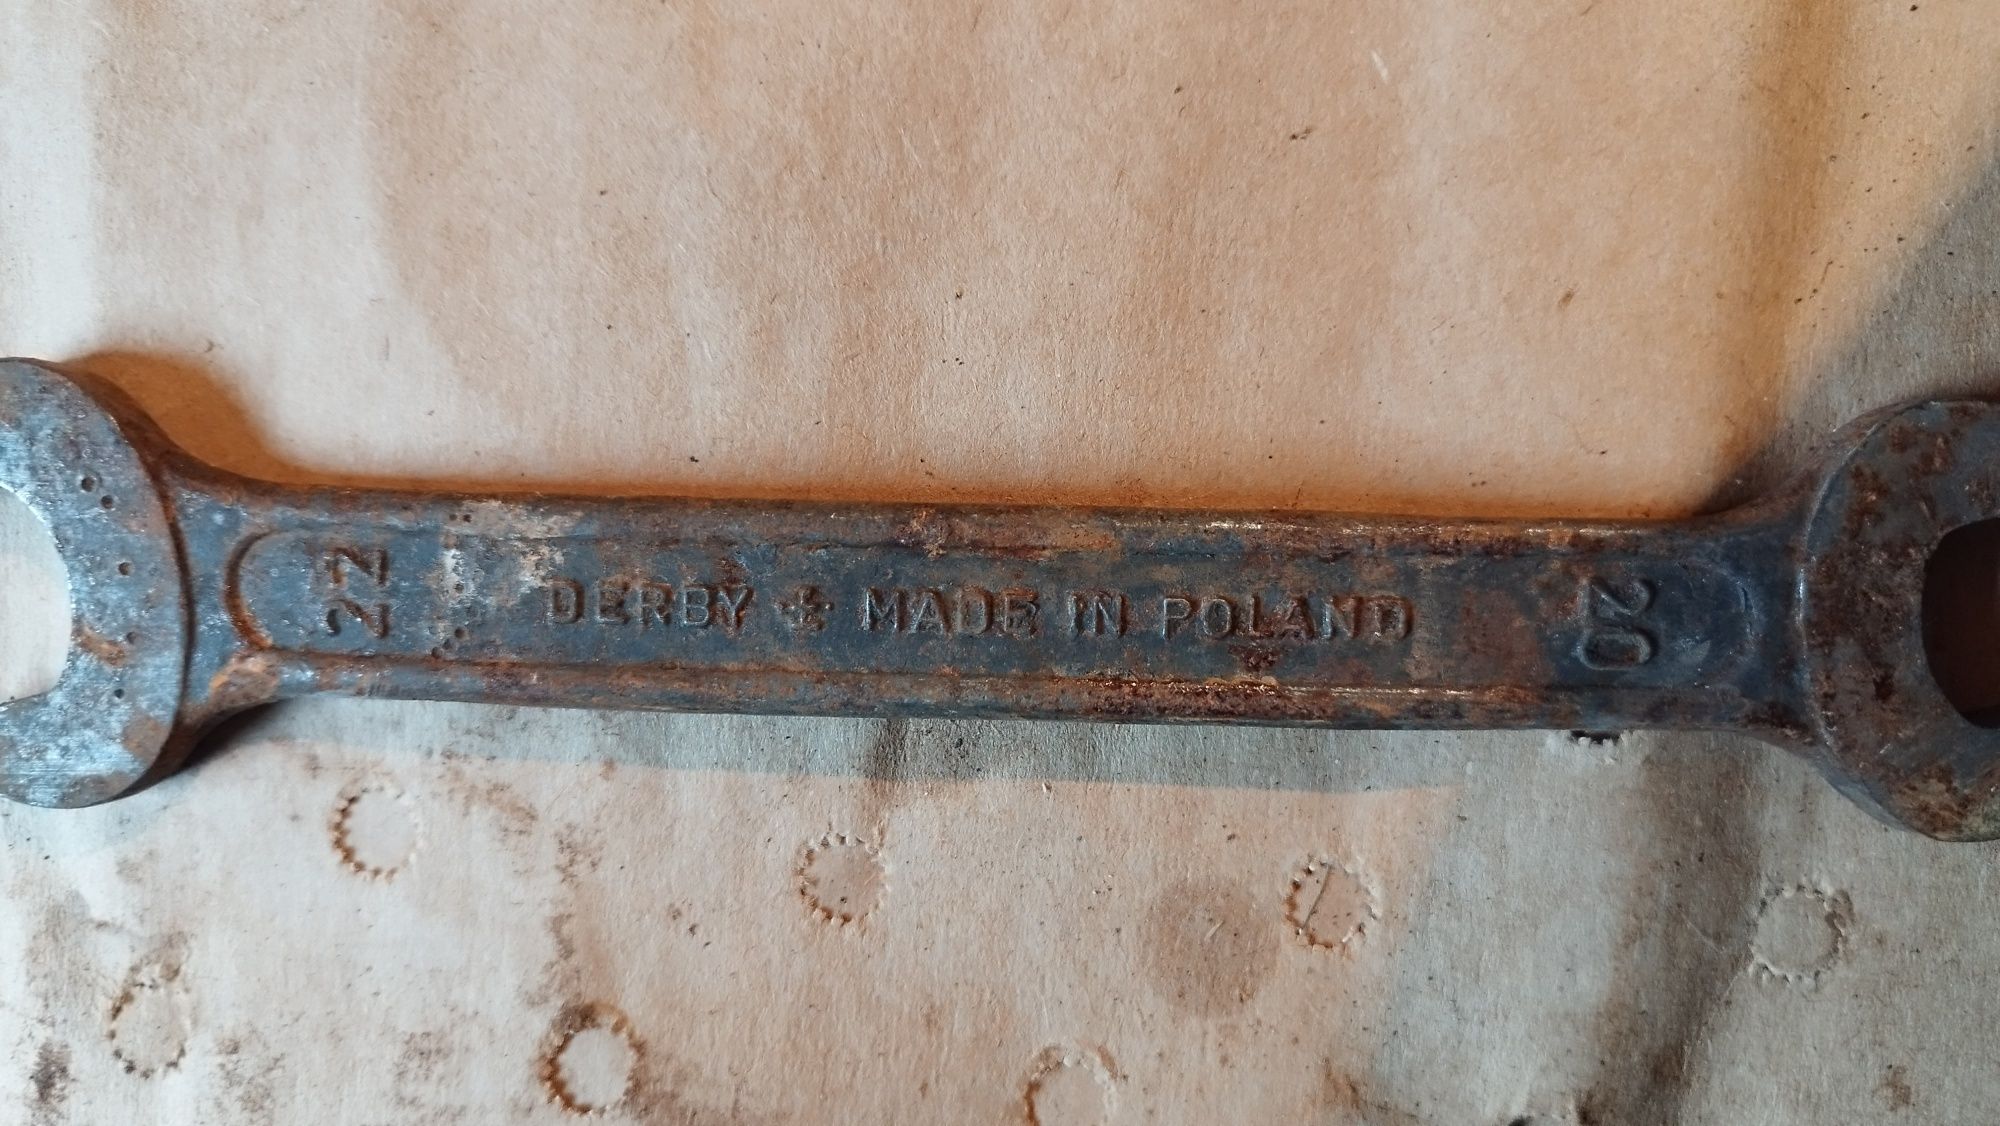 22
DERBY + MADE IN POLAND
20